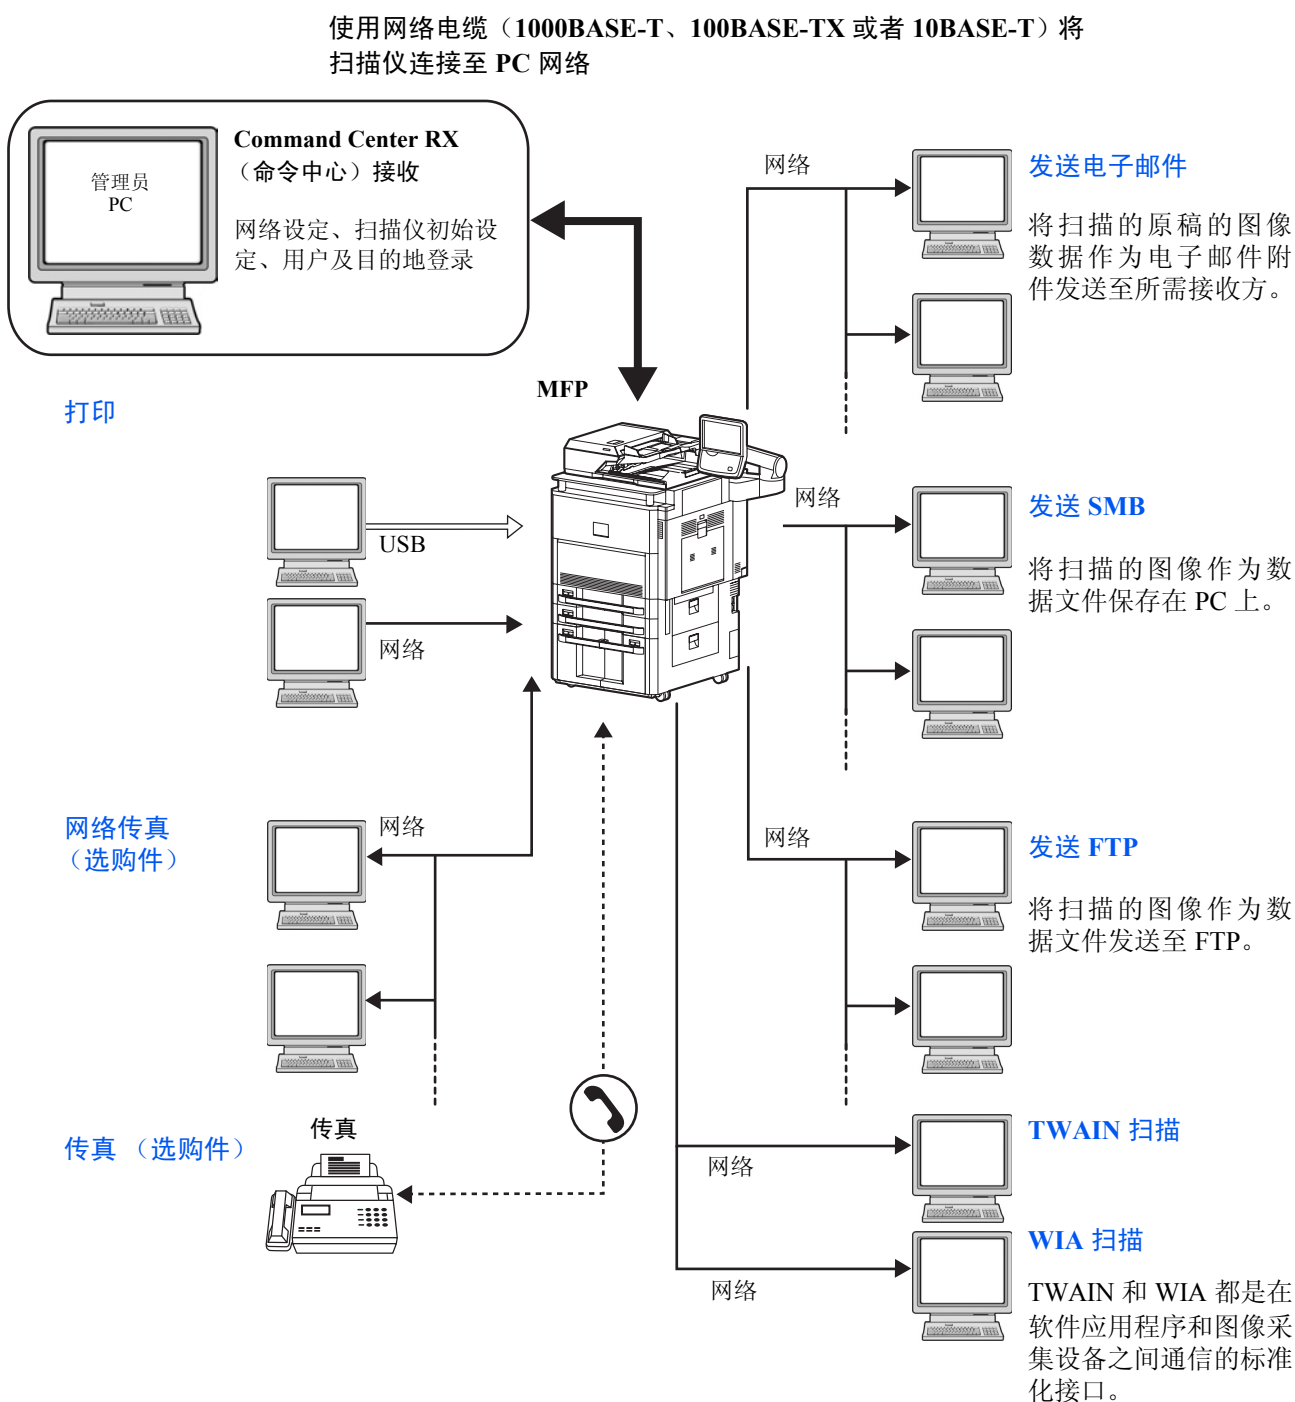 使用网络电缆（1000BASE-T、100BASE-TX 或者 10BASE-T）将
扫描仪连接至 PC 网络
管理员
PC
Command Center RX
（命令中心）接收
网络设定、扫描仪初始设
定、用户及目的地登录
网络
发送电子邮件
将扫描的原稿的图像
数据作为电子邮件附
件发送至所需接收方。
MFP
打印
USB
网络
网络
发送 SMB
将扫描的图像作为数
据文件保存在 PC 上。
网络传真
（选购件）
网络
网络
发送 FTP
将扫描的图像作为数
据文件发送至 FTP。
传真 （选购件）
传真
网络
TWAIN 扫描
网络
WIA 扫描
TWAIN 和 WIA 都是在
软件应用程序和图像采
集设备之间通信的标准
化接口。